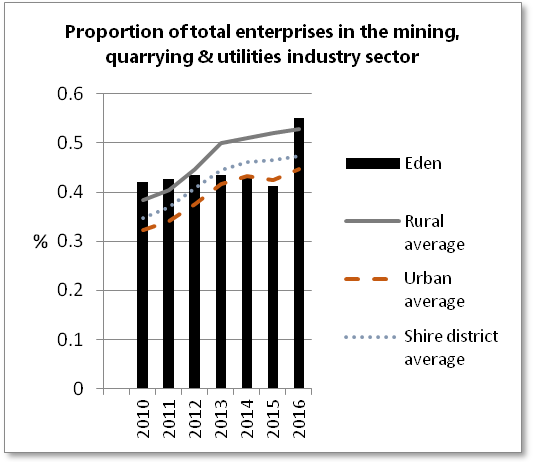 Proportion of total enterprises in the mining,
quarrying & utilities industry sector
0.6
0.5
0.4
0.3
0.2
0.1
0
%
2010
2011
2012
2013
2014
2015
2016
Eden
Rural
average
Urban
average
Shire district
average